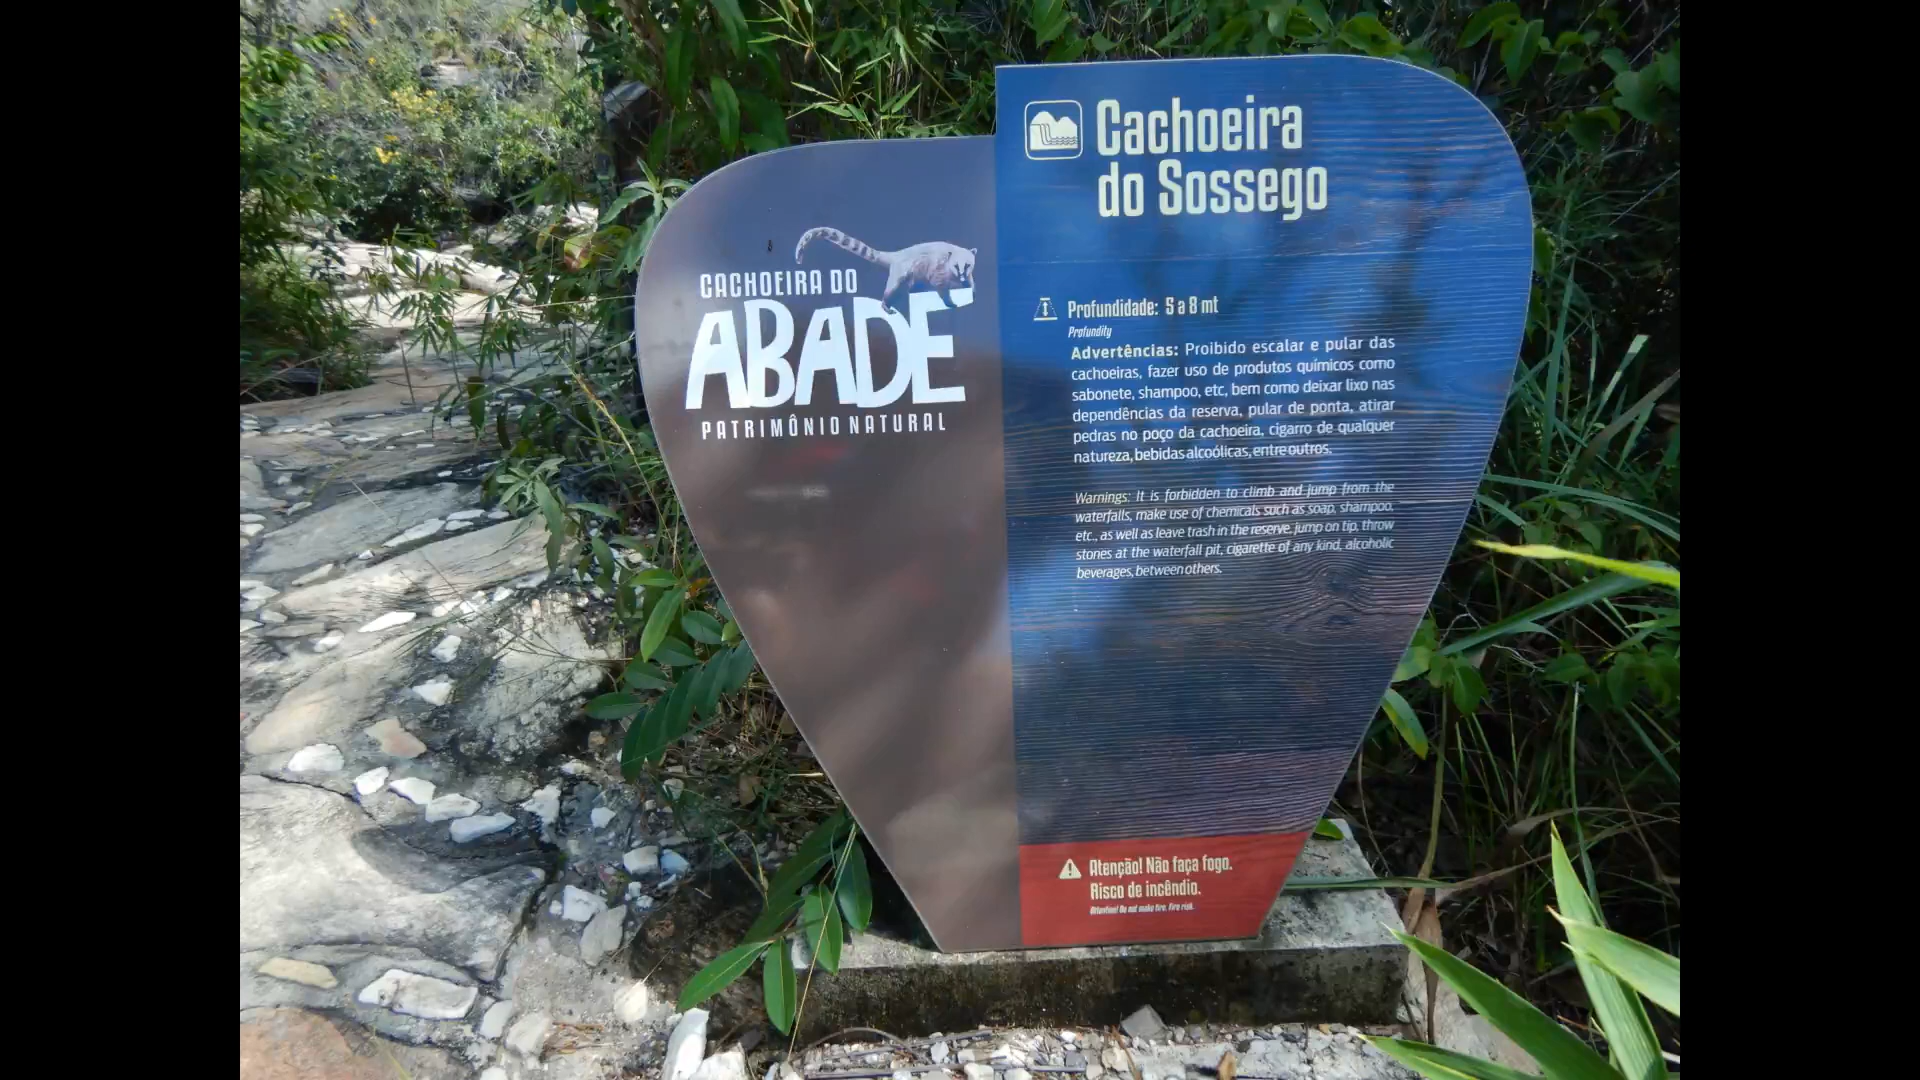 CACHOEIRA DO
ABADE
PATRIMÔNIO NATURAL
Cachoeira
do Sossego
Profundidade: 5 a 8 mt
Profundity
Advertências: Proibido escalar e pular das
cachoeiras, fazer uso de produtos químicos como
sabonete, shampoo, etc, bem como deixar lixo nas
dependências da reserva, pular de ponta, atirar
pedras no poço da cachoeira, cigarro de qualquer
natureza, bebidas alcoólicas, entre outros.
Warnings: It is forbidden to climb and jump from the
waterfalls, make use of chemicals such as soap, shampoo,
etc., as well as leave trash in the reserve, jump on tip, throw
stones at the waterfall pit, cigarette of any kind, alcoholic
beverages, between others.
Atenção! Não faça fogo.
Risco de incêndio.
Attention! Do not make fire. Fire risk.